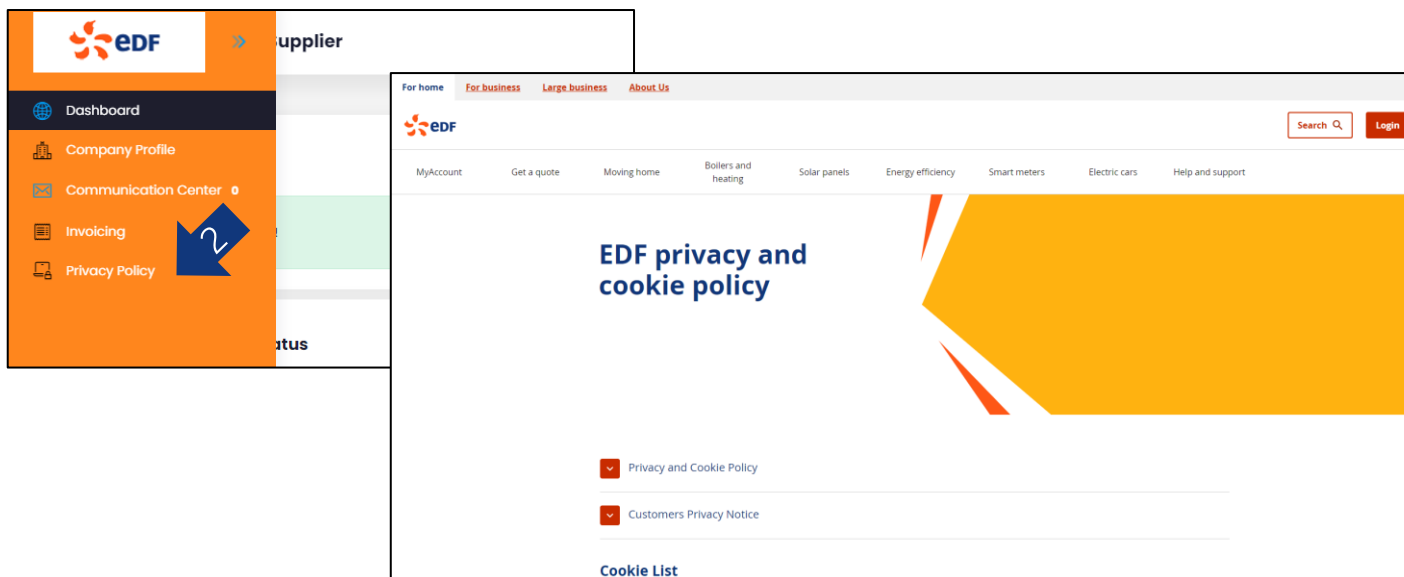 eDF
upplier
Dashboard
Company Profile
Communication Center 0
Invoicing
Privacy Policy
2
atus
For home For business Large business About Us
eDF
Search
Login
MyAccount Get a quote Moving home Boilers and heating Solar panels Energy efficiency Smart meters Electric cars Help and support
EDF privacy and
cookie policy
Privacy and Cookie Policy
Customers Privacy Notice
Cookie List